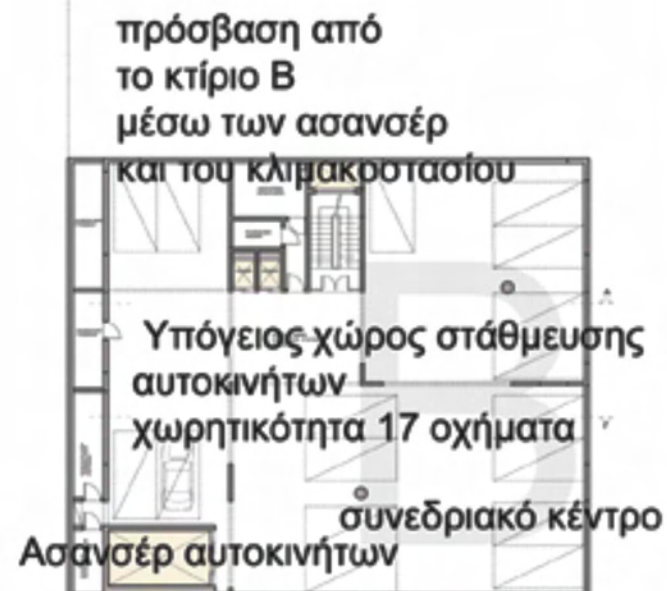 πρόσβαση από
το κτίριο Β
μέσω των ασανσέρ
και του κλιμακοστασίου
Υπόγειος χώρος στάθμευσης
αυτοκινήτων
χωρητικότητα 17 οχήματα
συνεδριακό κέντρο
Ασανσέρ αυτοκινήτων
B